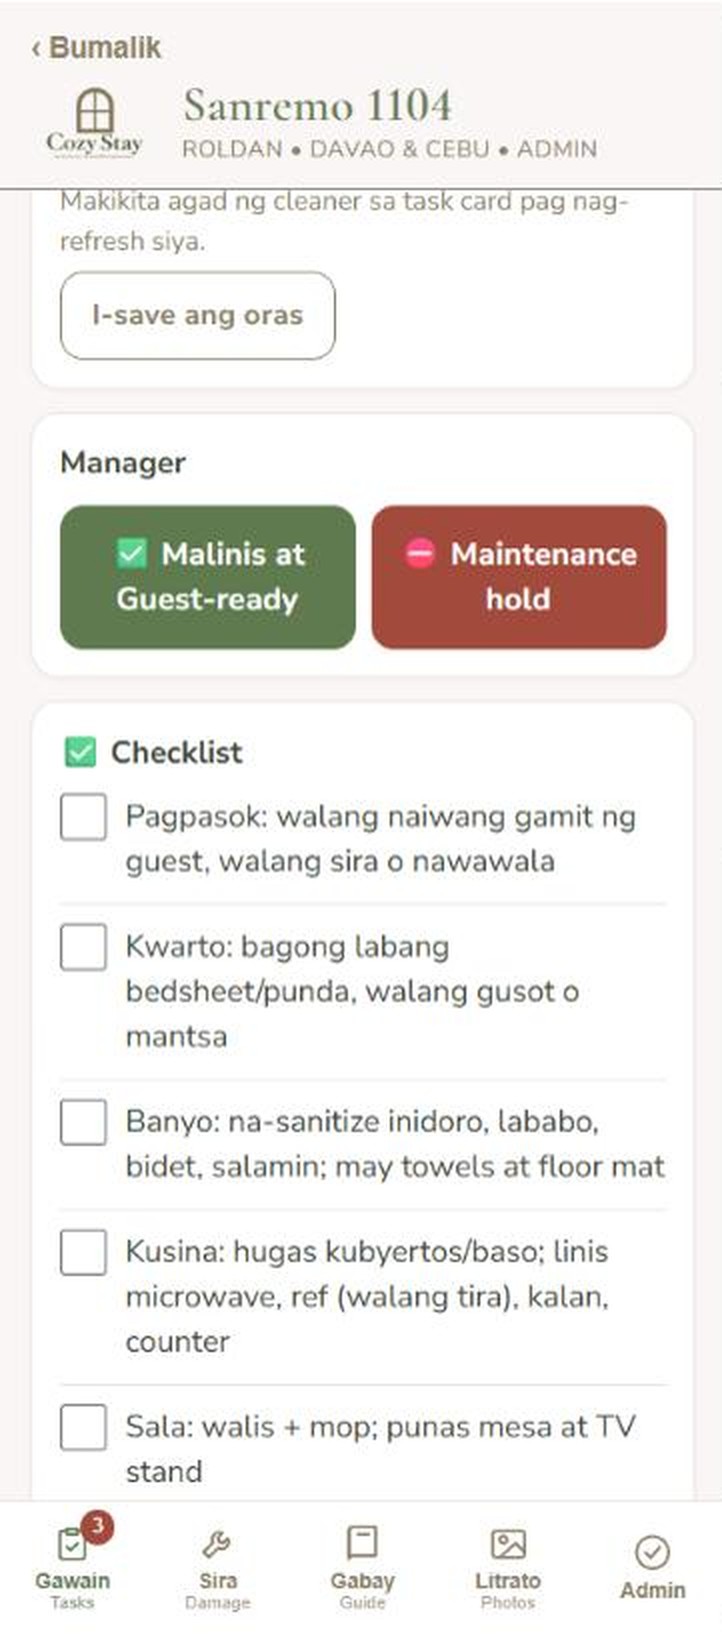 ‹ Bumalik
Cozy Stay
Sanremo 1104
ROLDAN • DAVAO & CEBU • ADMIN
Makikita agad ng cleaner sa task card pag nag-
refresh siya.
I-save ang oras
Manager
✅ Malinis at
Guest-ready
⛔ Maintenance
hold
✅ Checklist
Pagpasok: walang naiwang gamit ng
guest, walang sira o nawawala
Kwarto: bagong labang
bedsheet/punda, walang gusot o
mantsa
Banyo: na-sanitize inidoro, lababo,
bidet, salamin; may towels at floor mat
Kusina: hugas kubyertos/baso; linis
microwave, ref (walang tira), kalan,
counter
Sala: walis + mop; punas mesa at TV
stand
3
Gawain
Tasks
Sira
Damage
Gabay
Guide
Litrato
Photos
Admin